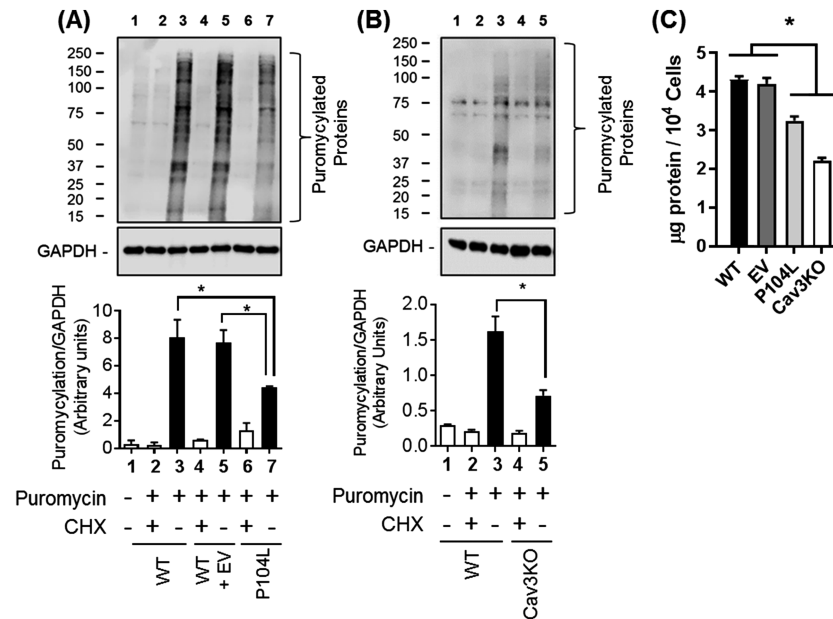 (A)
1 2 3 4 5 6 7
250
150
100
75
50
37
25
20
15
Puromycylated
Proteins
GAPDH -
Puromycylation/GAPDH
(Arbitrary units)
10
8
6
4
2
0
*
*
1 2 3 4 5 6 7
Puromycin - + + + + + +
CHX - + - + - + -
WT
WT
+ EV
P104L
(B)
1 2 3 4 5
250
150
100
75
50
37
25
20
15
Puromycylated
Proteins
GAPDH -
Puromycylation/GAPDH
(Arbitrary Units)
2.0
1.5
1.0
0.5
0.0
*
1 2 3 4 5
Puromycin - + + + +
CHX - + - + -
WT
Cav3KO
(C)
*
µg protein / 10⁴ Cells
5
4
3
2
1
0
WT
EV
P104L
Cav3KO